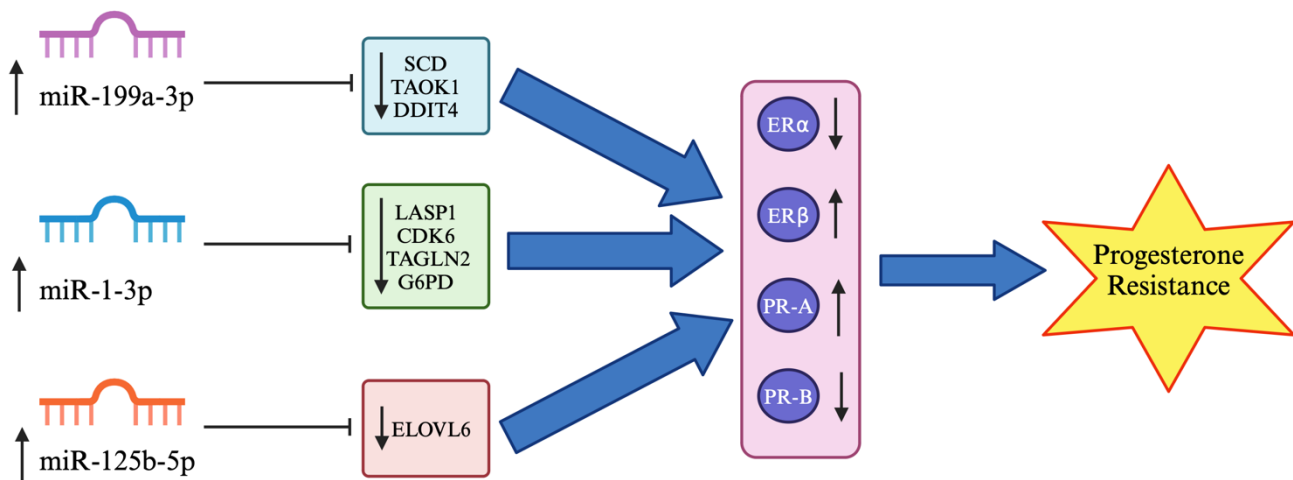 miR-199a-3p
SCD
TAOK1
DDIT4
miR-1-3p
LASP1
CDK6
TAGLN2
G6PD
miR-125b-5p
ELOVL6
ERα
ERβ
PR-A
PR-B
Progesterone
Resistance